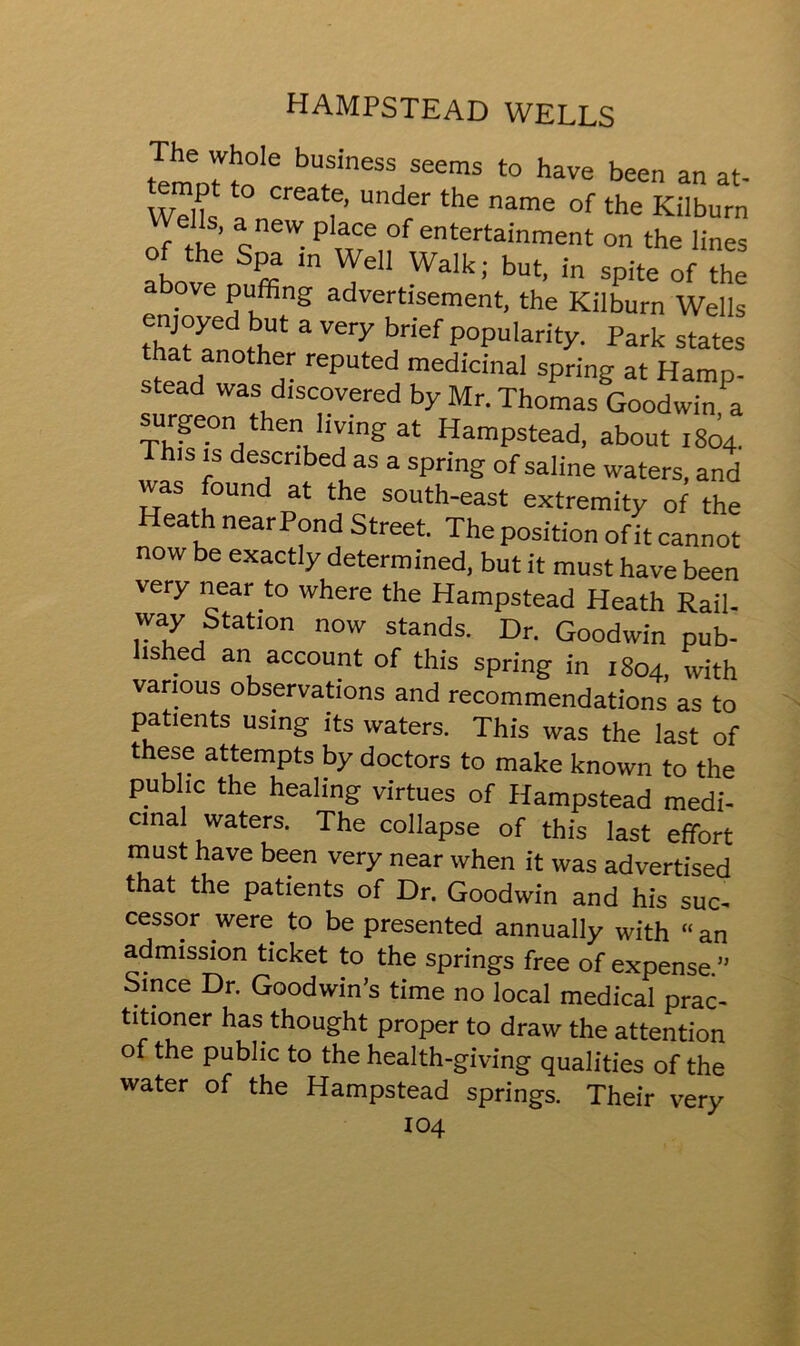 HAMPSTEAD WELLS
The whole business seems to have been an at-
tempt to create, under the name of the Kilburn
Wells, a new place of entertainment on the lines
of the Spa in Well Walk; but, in spite of the
above puffing advertisement, the Kilburn Wells
enjoyed but a very brief popularity. Park states
that another reputed medicinal spring at Hamp-
stead was discovered by Mr. Thomas Goodwin, a
surgeon then living at Hampstead, about 1804.
This is described as a spring of saline waters, and
was found at the south-east extremity of the
Heath near Pond Street. The position of it cannot
now be exactly determined, but it must have been
very near to where the Hampstead Heath Rail-
way Station now stands. Dr. Goodwin pub-
lished an account of this spring in 1804, with
various observations and recommendations as to
patients using its waters. This was the last of
these attempts by doctors to make known to the
public the healing virtues of Hampstead medi-
cinal waters. The collapse of this last effort
must have been very near when it was advertised
that the patients of Dr. Goodwin and his suc-
cessor were to be presented annually with “an
admission ticket to the springs free of expense.”
Since Dr. Goodwin’s time no local medical prac-
titioner has thought proper to draw the attention
of the public to the health-giving qualities of the
water of the Hampstead springs. Their very
104